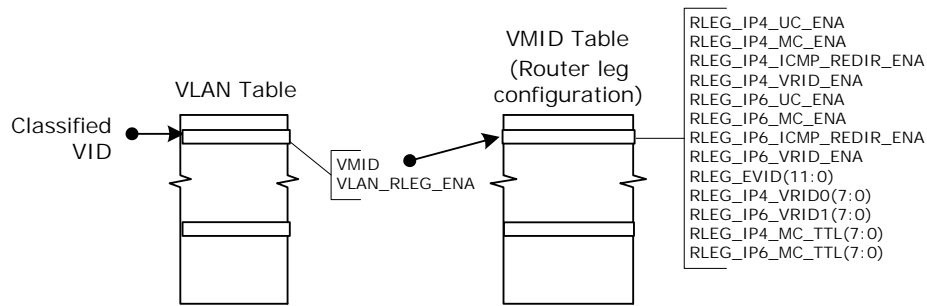 Classified
VID
VLAN Table
VMID
VLAN_RLEG_ENA
VMID Table
(Router leg
configuration)
RLEG_IP4_UC_ENA
RLEG_IP4_MC_ENA
RLEG_IP4_ICMP_REDIR_ENA
RLEG_IP4_VRID_ENA
RLEG_IP6_UC_ENA
RLEG_IP6_MC_ENA
RLEG_IP6_ICMP_REDIR_ENA
RLEG_IP6_VRID_ENA
RLEG_EVID(11:0)
RLEG_IP4_VRID0(7:0)
RLEG_IP6_VRID1(7:0)
RLEG_IP4_MC_TTL(7:0)
RLEG_IP6_MC_TTL(7:0)